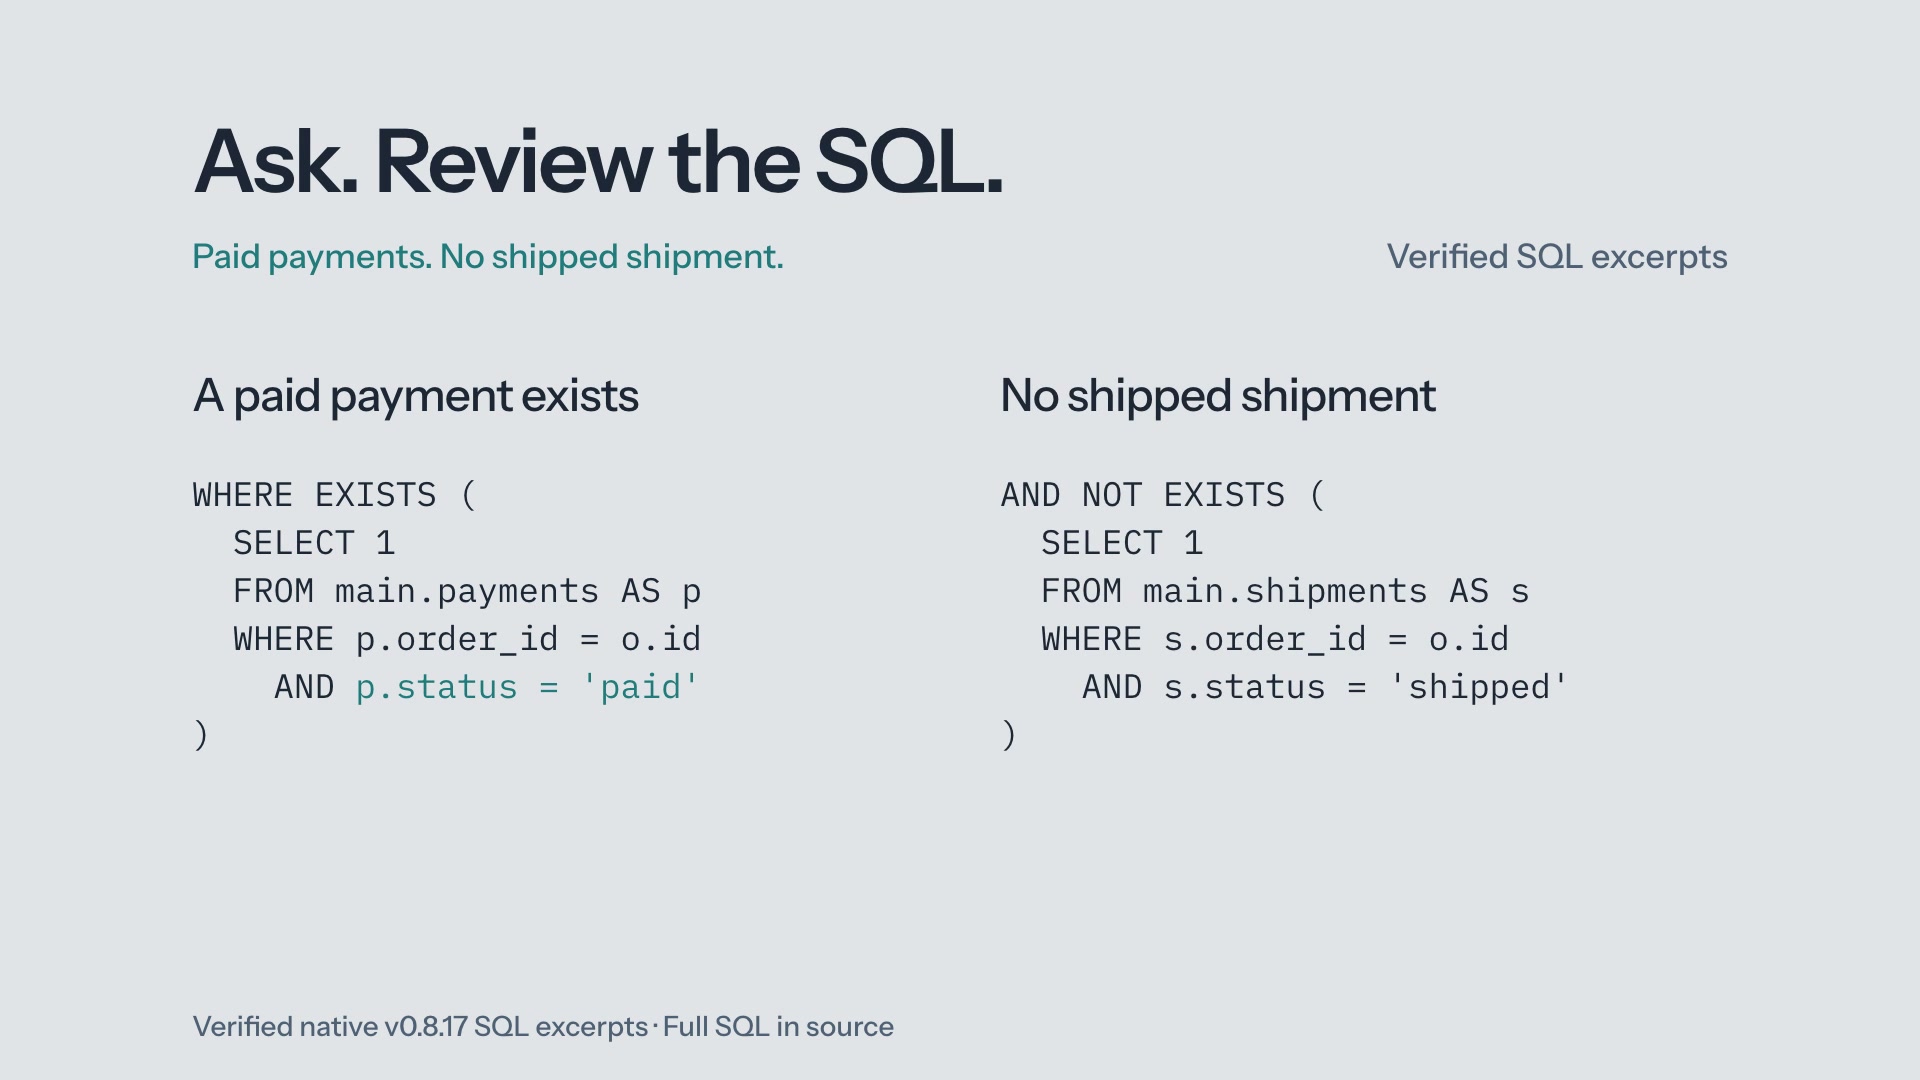 Ask. Review the SQL.
Paid payments. No shipped shipment.
Verified SQL excerpts
A paid payment exists
WHERE EXISTS (
  SELECT 1
  FROM main.payments AS p
  WHERE p.order_id = o.id
    AND p.status = 'paid'
)
No shipped shipment
AND NOT EXISTS (
  SELECT 1
  FROM main.shipments AS s
  WHERE s.order_id = o.id
    AND s.status = 'shipped'
)
Verified native v0.8.17 SQL excerpts · Full SQL in source